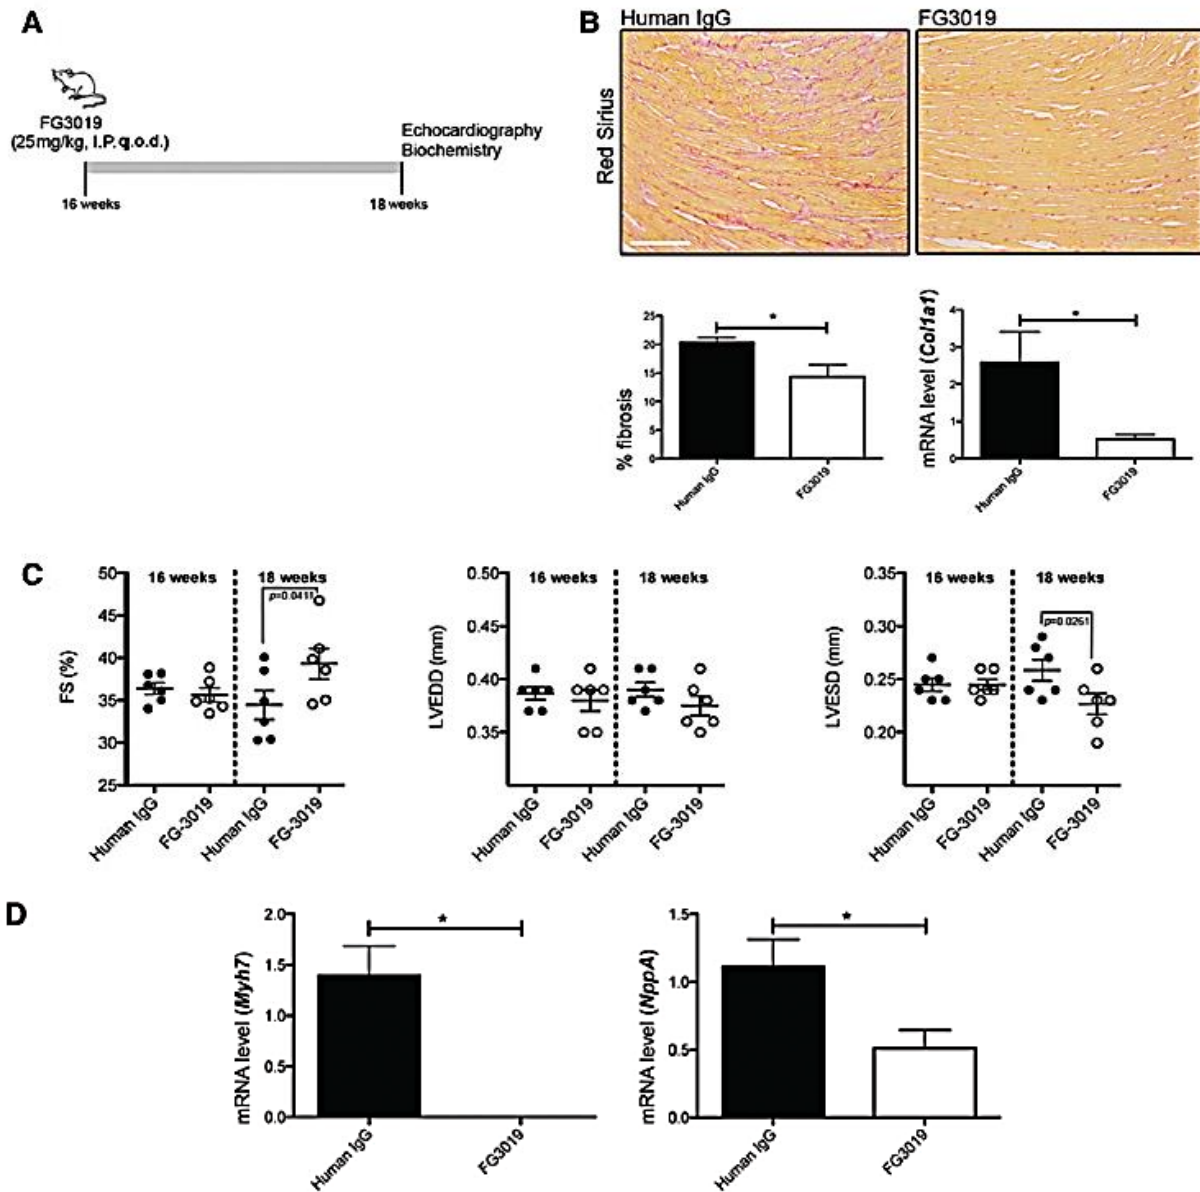 A
FG3019
(25mg/kg, I.P. q.o.d.)
Echocardiography
Biochemistry
16 weeks
18 weeks
B
Human IgG
FG3019
Red Sirius
% fibrosis
25
20
15
10
5
0
*
Human IgG
FG3019
mRNA level (Col1a1)
4
3
2
1
0
*
Human IgG
FG3019
C
FS (%)
50
45
40
35
30
25
16 weeks
18 weeks
p=0.0411
Human IgG
FG-3019
Human IgG
FG-3019
LVEDD (mm)
0.50
0.45
0.40
0.35
16 weeks
18 weeks
Human IgG
FG-3019
Human IgG
FG-3019
LVESD (mm)
0.35
0.30
0.25
0.20
16 weeks
18 weeks
p=0.0261
Human IgG
FG-3019
Human IgG
FG-3019
D
mRNA level (Myh7)
2.0
1.5
1.0
0.5
0.0
*
Human IgG
FG3019
mRNA level (NppA)
1.5
1.0
0.5
0.0
*
Human IgG
FG3019